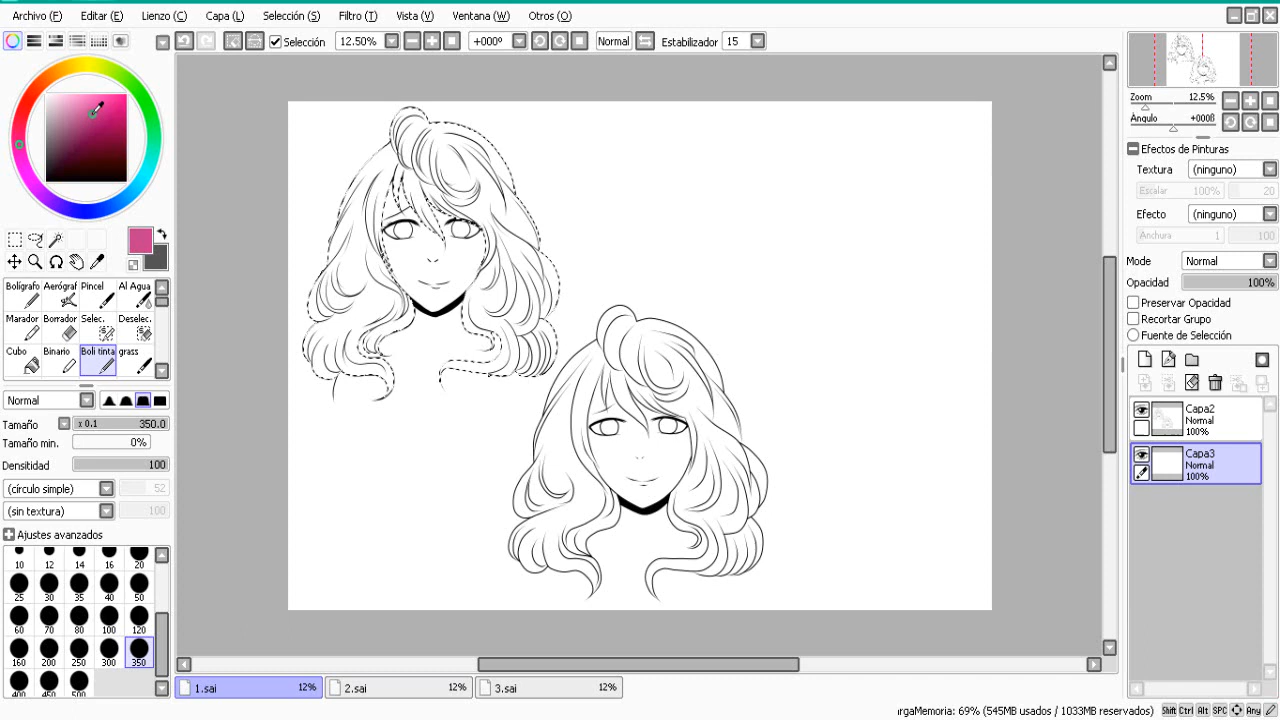 Archivo (F) Editar (E) Lienzo (C) Capa (L) Selección (S) Filtro (T) Vista (V) Ventana (W) Otros (O)
Selección 12.50% +000º Normal Estabilizador 15
Zoom 12.5%
Àngulo +000ß
Efectos de Pinturas
Textura (ninguno)
Escalar 100% 20
Efecto (ninguno)
Anchura 1 100
Mode Normal
Opacidad 100%
Preservar Opacidad
Recortar Grupo
Fuente de Selección
Capa2
Normal
100%
Capa3
Normal
100%
Bolígrafo Aerógraf Pincel Al Agua
Marador Borrador Selec. Deselec.
Cubo Binario Boli tinta grass
Normal
Tamaño x 0.1 350.0
Tamaño min. 0%
Densitidad 100
(círculo simple) 52
(sin textura) 100
Ajustes avanzados
10 12 14 16 20
25 30 35 40 50
60 70 80 100 120
160 200 250 300 350
400 450 500
1.sai 12% 2.sai 12% 3.sai 12%
ırgaMemoria: 69% (545MB usados / 1033MB reservados) Shift Ctrl Alt SPC Any